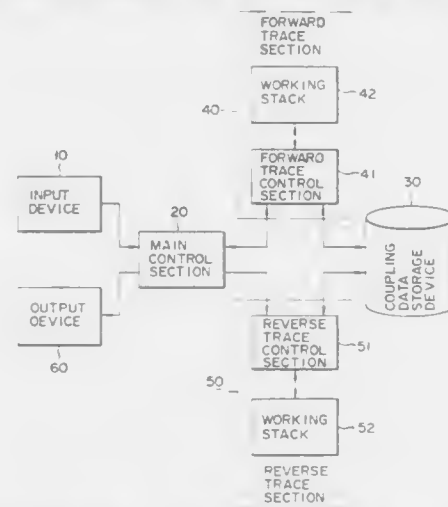 FORWARD
TRACE
SECTION
WORKING
STACK
42
40
10
INPUT
DEVICE
FORWARD
TRACE
CONTROL
SECTION
41
20
MAIN
CONTROL
SECTION
30
COUPLING
DATA
STORAGE
DEVICE
OUTPUT
DEVICE
60
REVERSE
TRACE
CONTROL
SECTION
51
50
WORKING
STACK
52
REVERSE
TRACE
SECTION